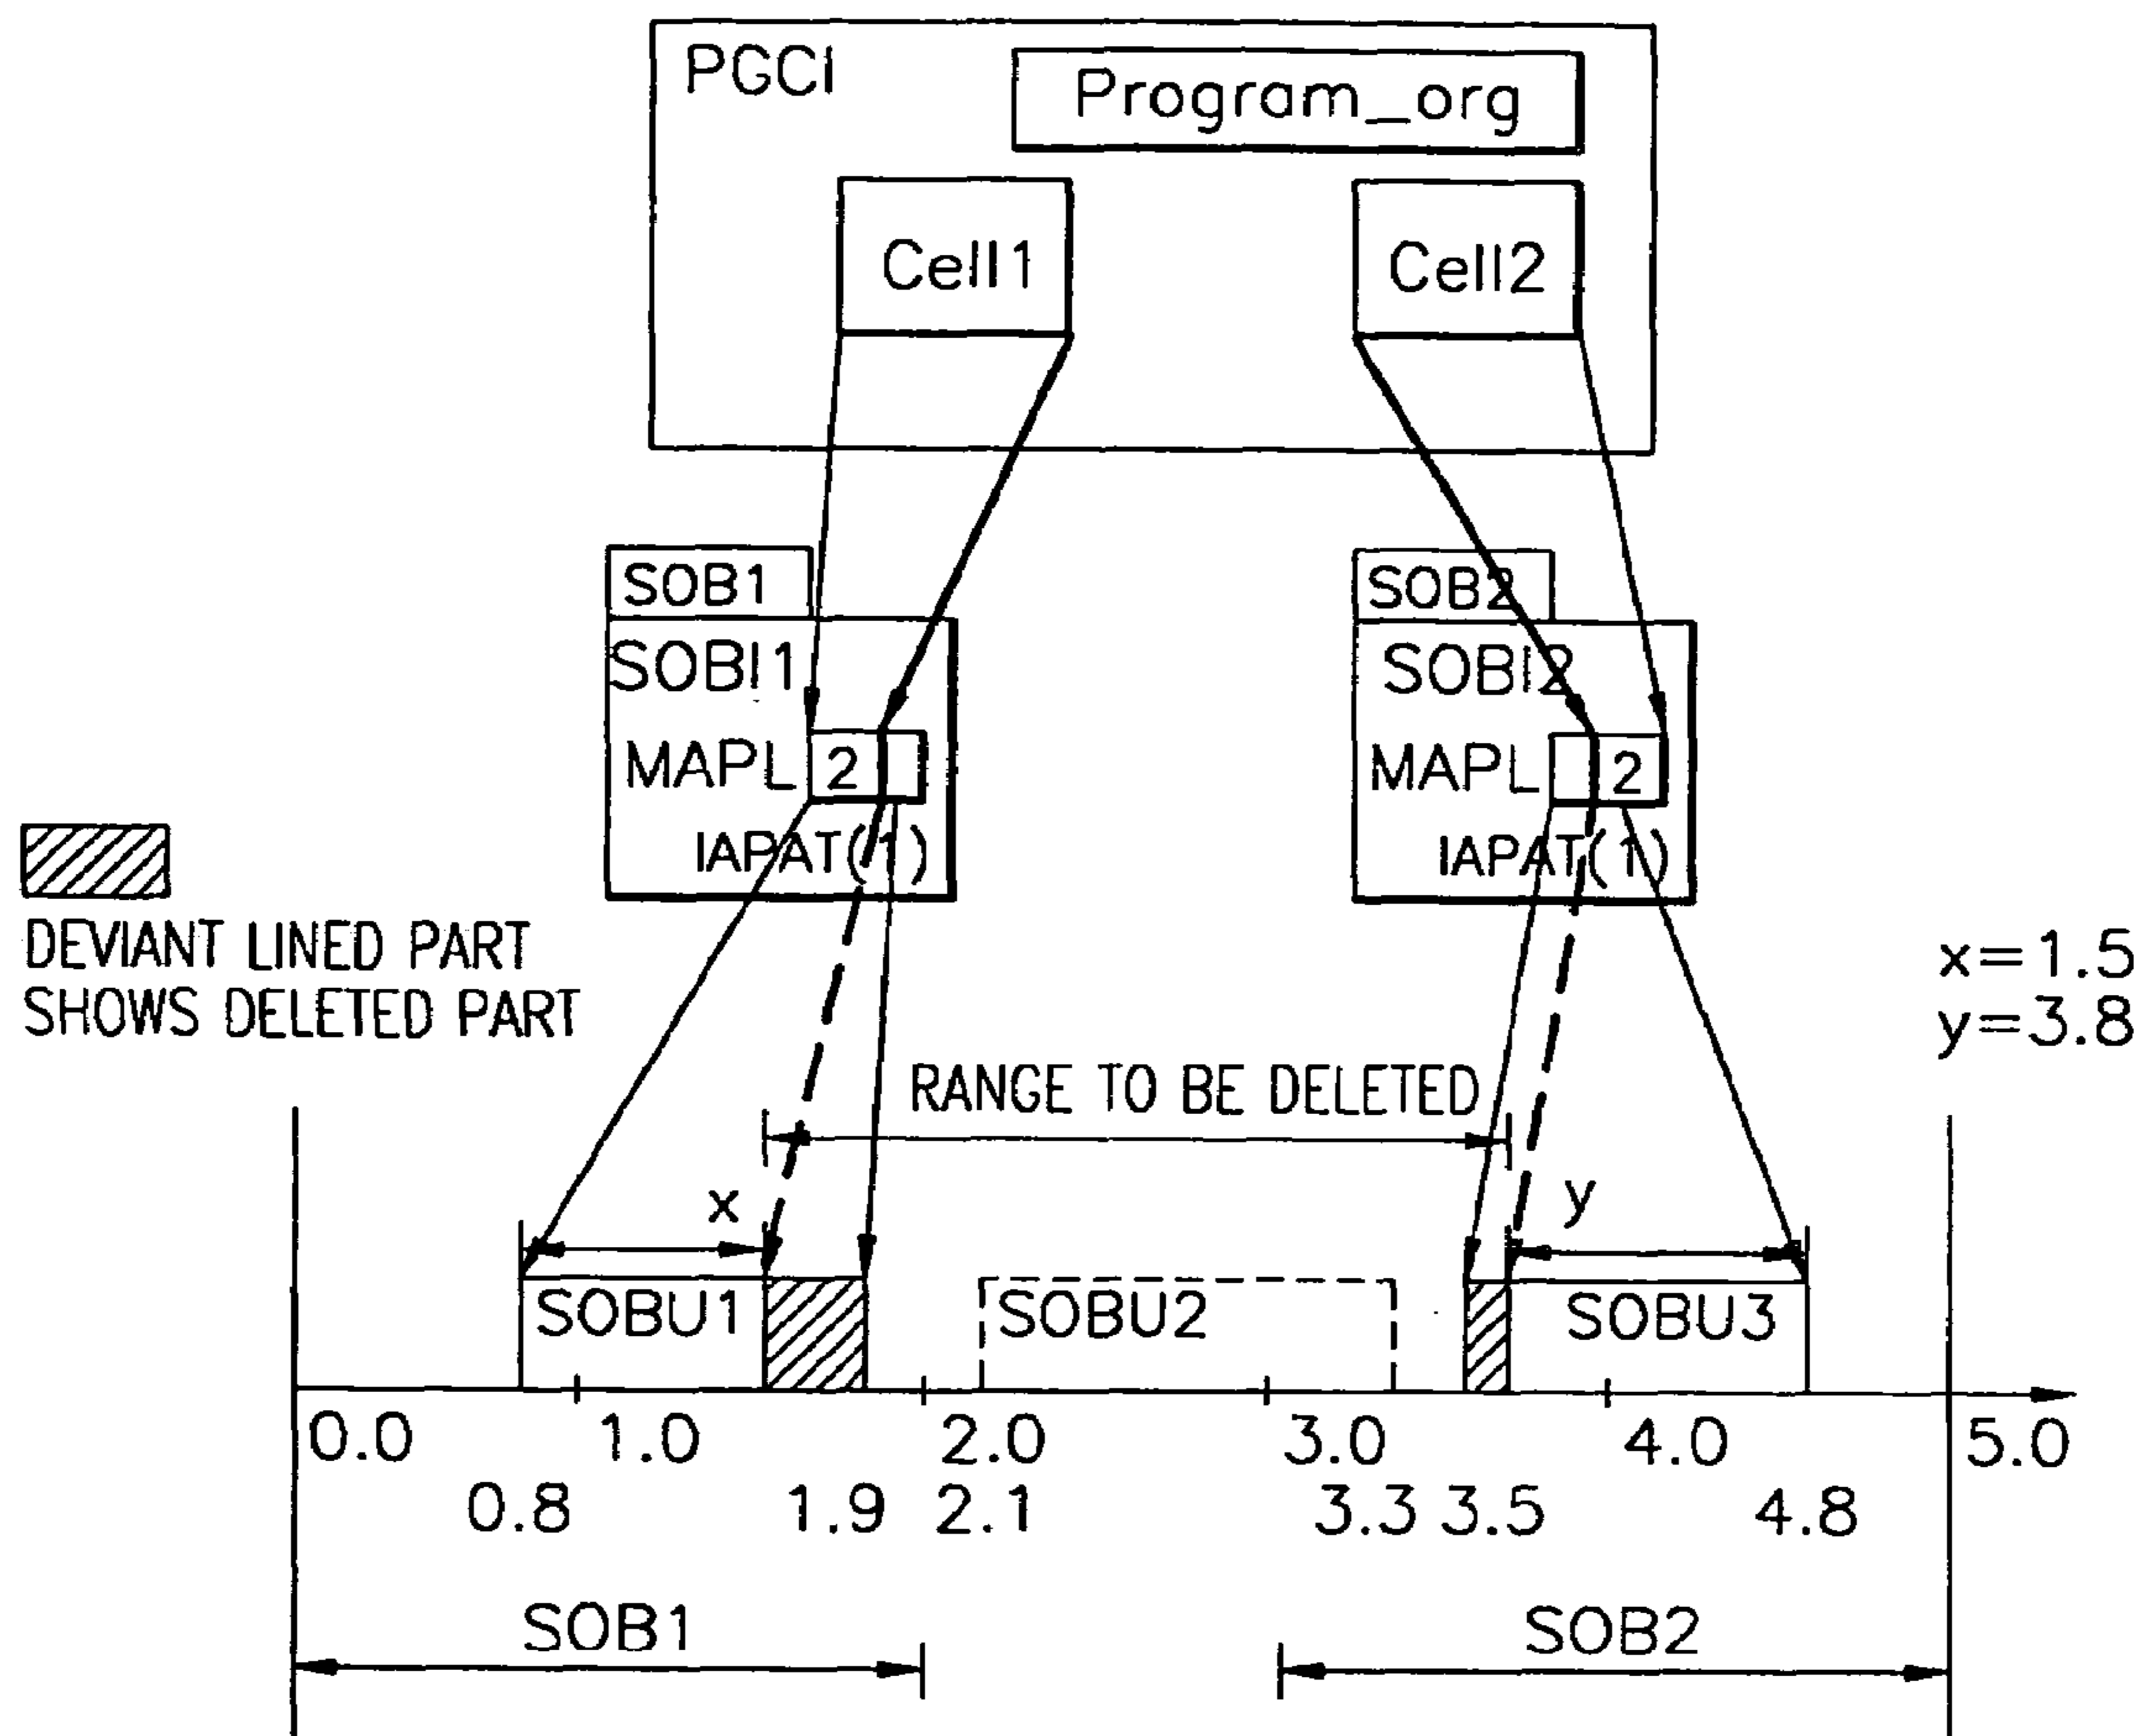 PGCI
Program_org
Cell1
Cell2
SOB1
SOB2
SOBI1
SOBI2
MAPL 2
MAPL 2
IAPAT(1)
IAPAT(1)
DEVIANT LINED PART
SHOWS DELETED PART
x=1.5
y=3.8
RANGE TO BE DELETED
x
y
SOBU1
SOBU2
SOBU3
0.0 1.0 2.0 3.0 4.0 5.0
0.8 1.9 2.1 3.3 3.5 4.8
SOB1
SOB2